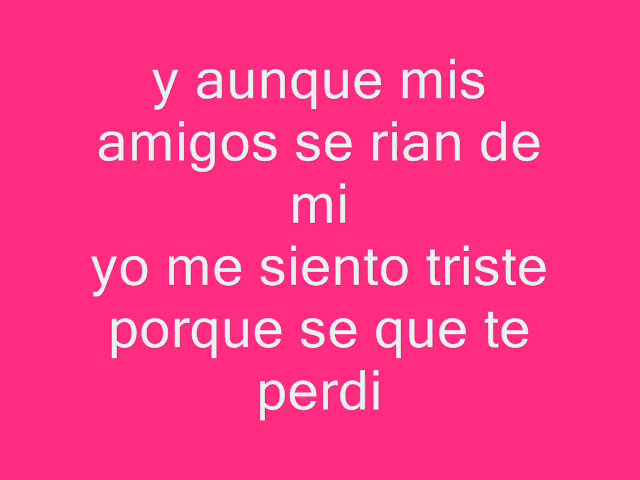 y aunque mis
amigos se rian de
mi
yo me siento triste
porque se que te
perdi